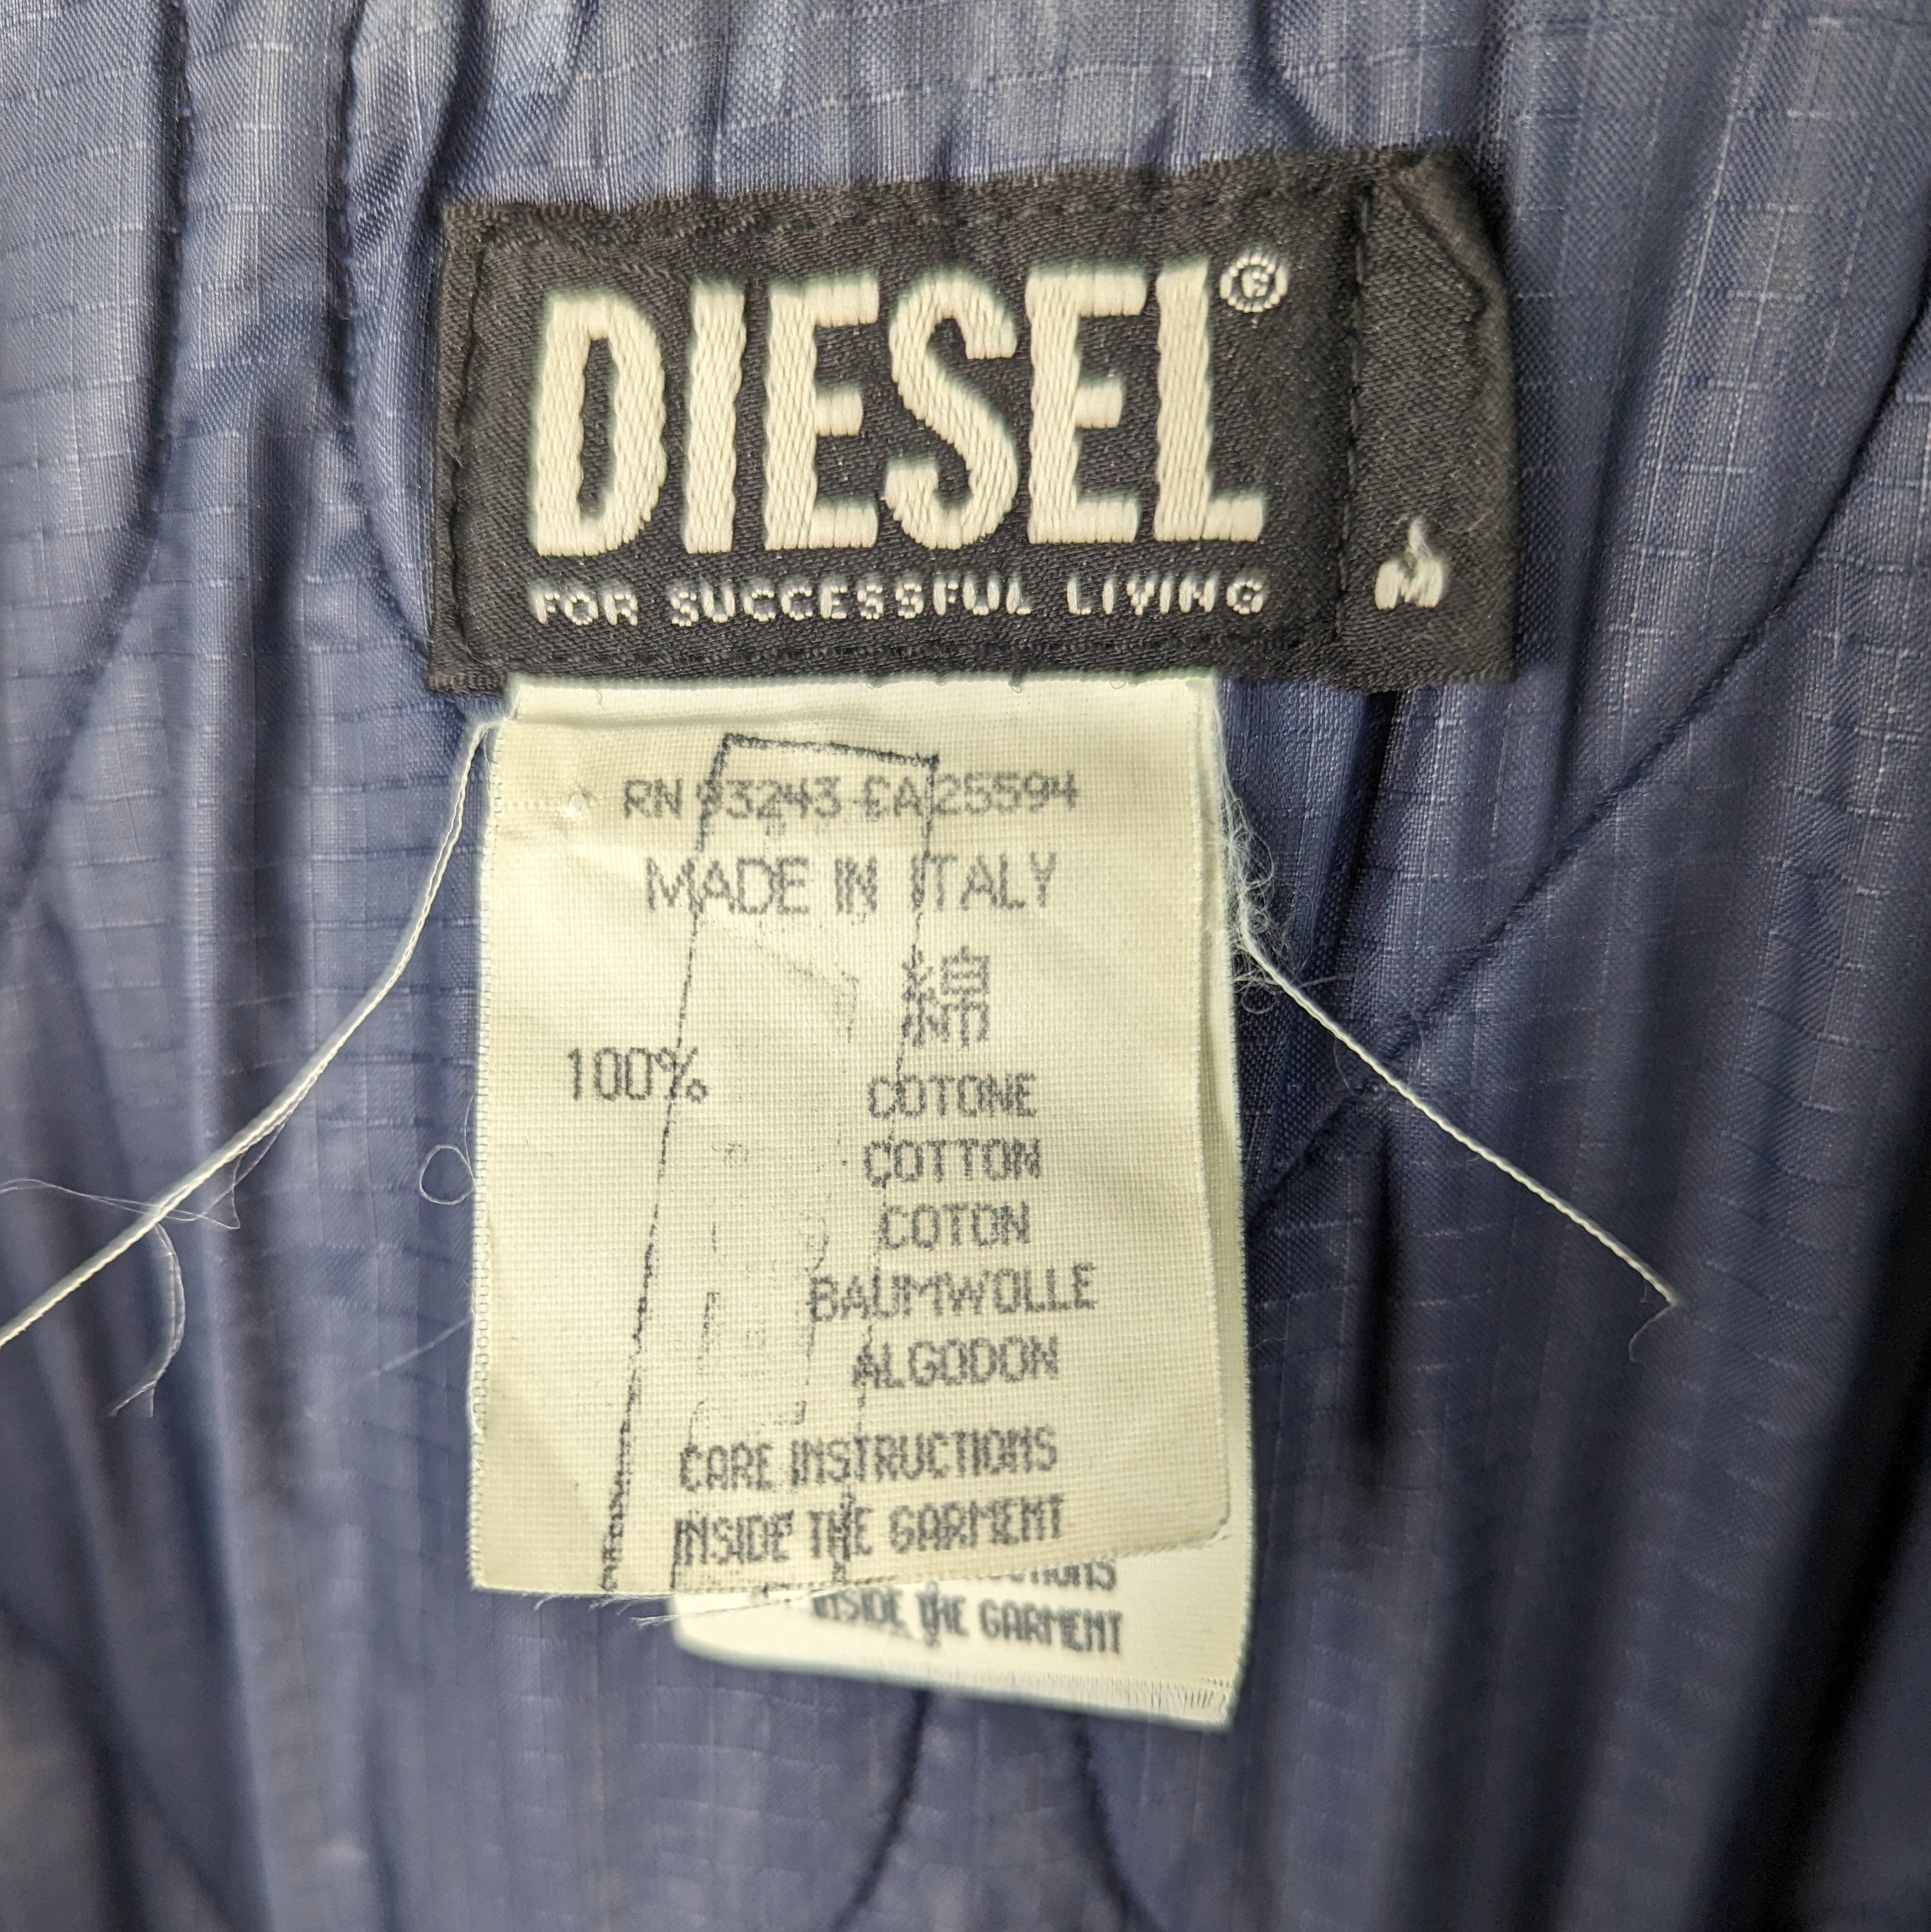 DIESEL®
FOR SUCCESSFUL LIVING
M
RN 93243-CA 25594
MADE IN ITALY
綿
100%
COTONE
COTTON
COTON
BAUMWOLLE
ALGODON
CARE INSTRUCTIONS
INSIDE THE GARMENT
INSIDE THE GARMENT